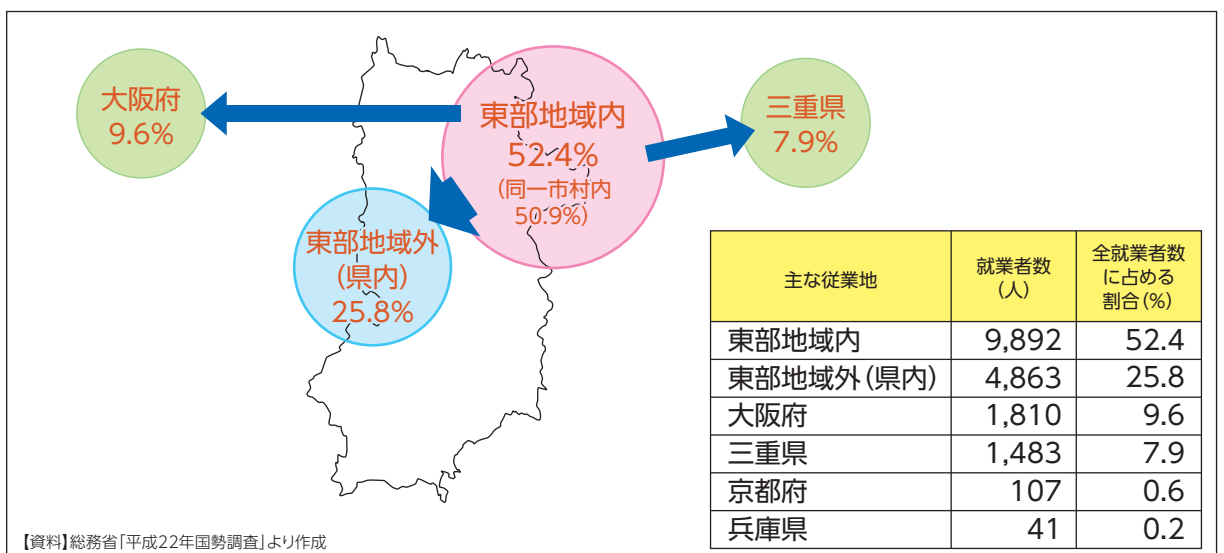 大阪府
9.6%
東部地域内
52.4%
(同一市村内
50.9%)
三重県
7.9%
東部地域外
(県内)
25.8%
主な従業地
就業者数
(人)
全就業者数
に占める
割合(%)
東部地域内 9,892 52.4
東部地域外(県内) 4,863 25.8
大阪府 1,810 9.6
三重県 1,483 7.9
京都府 107 0.6
兵庫県 41 0.2
【資料】総務省「平成22年国勢調査」より作成